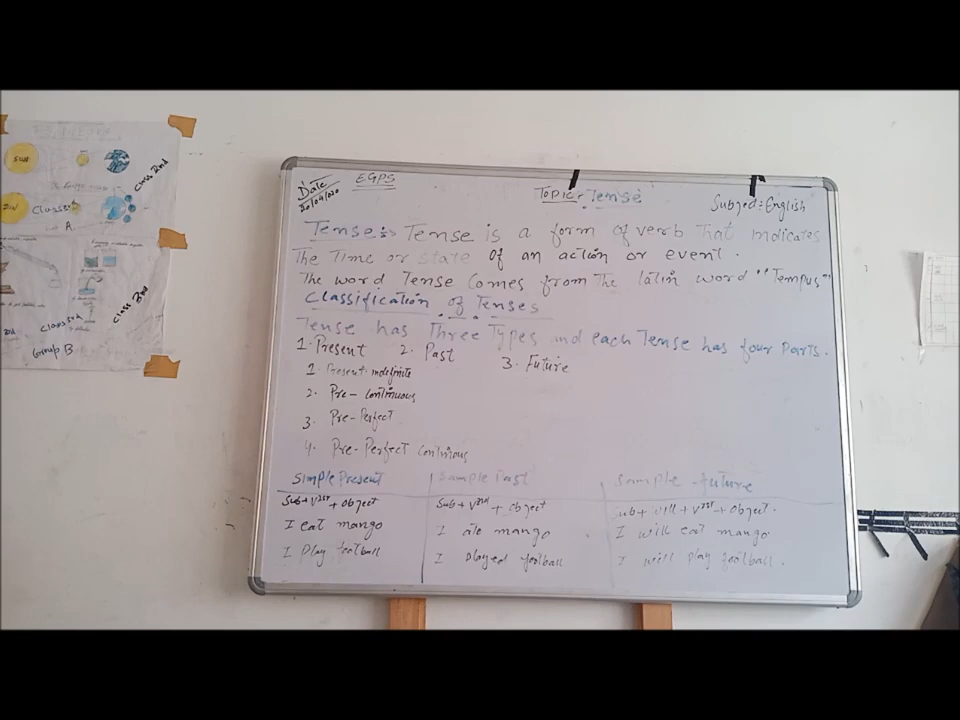 EGPS
Date
Topic:- Tense
Subject:- English
Tense:- Tense is a form of verb That indicates
The Time or state of an action or event.
The word Tense Comes from The latin word "Tempus"
Classification of Tenses
Tense has Three Types and each Tense has four Parts.
1. Present 2. Past 3. Future
1. Present-indefinite
2. Pre- Continuous
3. Pre-Perfect
4. Pre-Perfect Continuous
Simple Present
Sub + V1st + Object
I eat mango
I play football
Sample Past
Sub + V2nd + Object
I ate mango
I played football
Sample - future
Sub + will + V1st + Object.
I will eat mango.
I will play football.
SUN
Class 2nd
A
Class 3rd
Group B
Class 3rd